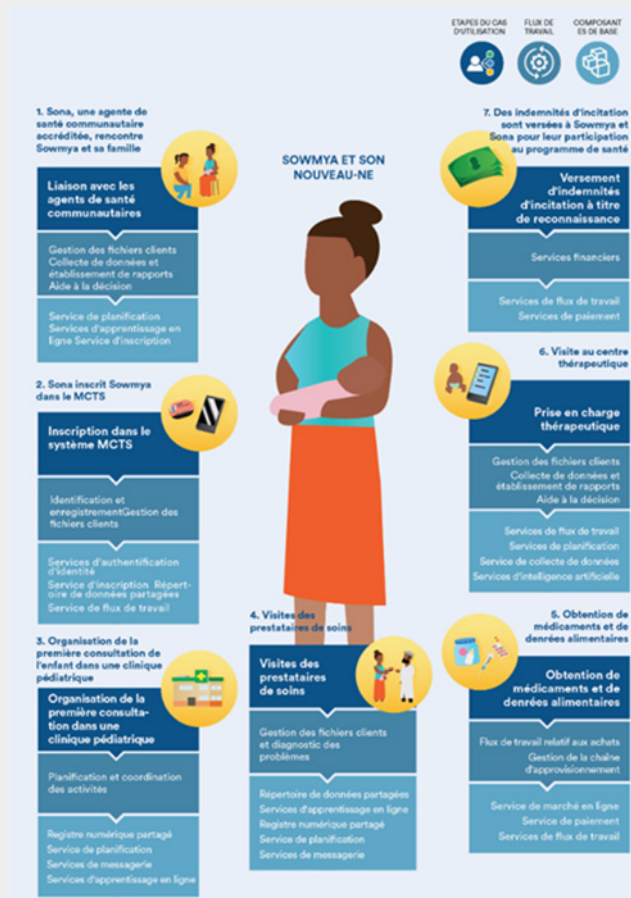 ETAPES DU CAS
D'UTILISATION
FLUX DE
TRAVAIL
COMPOSANT
ES DE BASE
1. Sona, une agente de
santé communautaire
accréditée, rencontre
Sowmya et sa famille
Liaison avec les
agents de santé
communautaires
Gestion des fichiers clients
Collecte de données et
établissement de rapports
Aide à la décision
Service de planification
Services d'apprentissage en
ligne Service d'inscription
2. Sona inscrit Sowmya
dans le MCTS
Inscription dans le
système MCTS
Identification et
enregistrementGestion des
fichiers clients
Services d'authentification
d'identité
Service d'inscription Répert-
oire de données partagées
Service de flux de travail
3. Organisation de la
première consultation de
l'enfant dans une clinique
pédiatrique
Organisation de la
première consulta-
tion dans une
clinique pédiatrique
Planification et coordination
des activités
Registre numérique partagé
Service de planification
Services de messagerie
Services d'apprentissage en ligne
SOWMYA ET SON
NOUVEAU-NE
4. Visites des
prestataires de soins
Visites des
prestataires
de soins
Gestion des fichiers clients
et diagnostic des
problèmes
Répertoire de données partagées
Services d'apprentissage en ligne
Registre numérique partagé
Service de planification
Services de messagerie
7. Des indemnités d'incitation
sont versées à Sowmya et
Sona pour leur participation
au programme de santé
Versement
d'indemnités
d'incitation à titre
de reconnaissance
Services financiers
Services de flux de travail
Services de paiement
6. Visite au centre
thérapeutique
Prise en charge
thérapeutique
Gestion des fichiers clients
Collecte de données et
établissement de rapports
Aide à la décision
Services de flux de travail
Services de planification
Service de collecte de données
Services d'intelligence artificielle
5. Obtention de
médicaments et de
denrées alimentaires
Obtention de
médicaments et de
denrées alimentaires
Flux de travail relatif aux achats
Gestion de la chaîne
d'approvisionnement
Service de marché en ligne
Service de paiement
Services de flux de travail